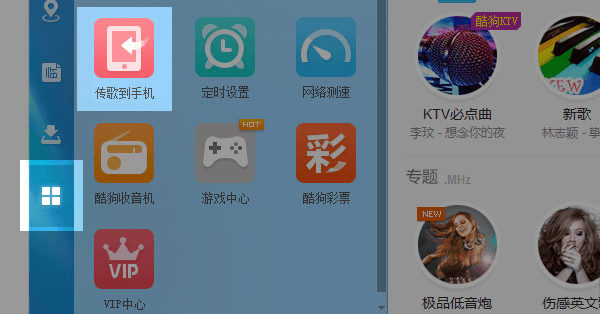 传歌到手机
定时设置
网络测速
HOT
酷狗收音机
游戏中心
彩
酷狗彩票
VIP
VIP中心
酷狗KTV
KTV必点曲
李玟 - 想念你的夜
NEW
新歌
林志颖 - 挚
专题 .MHz
NEW
极品低音炮
伤感英文